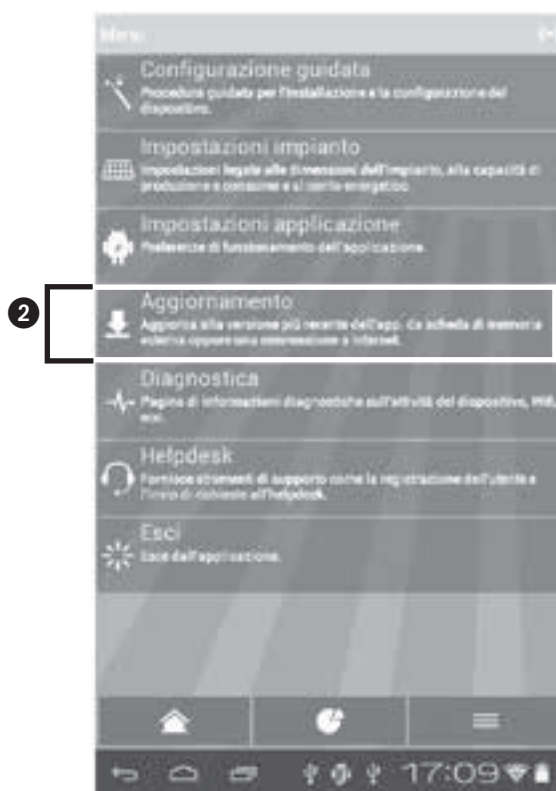 Menu
Configurazione guidata
Procedura guidata per l'installazione e la configurazione del
dispositivo.
Impostazioni impianto
Impostazioni legate alle dimensioni dell'impianto, alla capacità di
produzione e consumo e al conto energetico.
Impostazioni applicazione
Preferenze di funzionamento dell'applicazione.
2
Aggiornamento
Aggiorna alla versione più recente dell'app, da scheda di memoria
esterna oppure una connessione a internet.
Diagnostica
Pagina di informazioni diagnostiche sull'attività del dispositivo, Wifi,
Helpdesk
Fornisce strumenti di supporto come la registrazione dell'utente e
l'invio di richieste all'helpdesk.
Esci
Esce dall'applicazione.
17:09